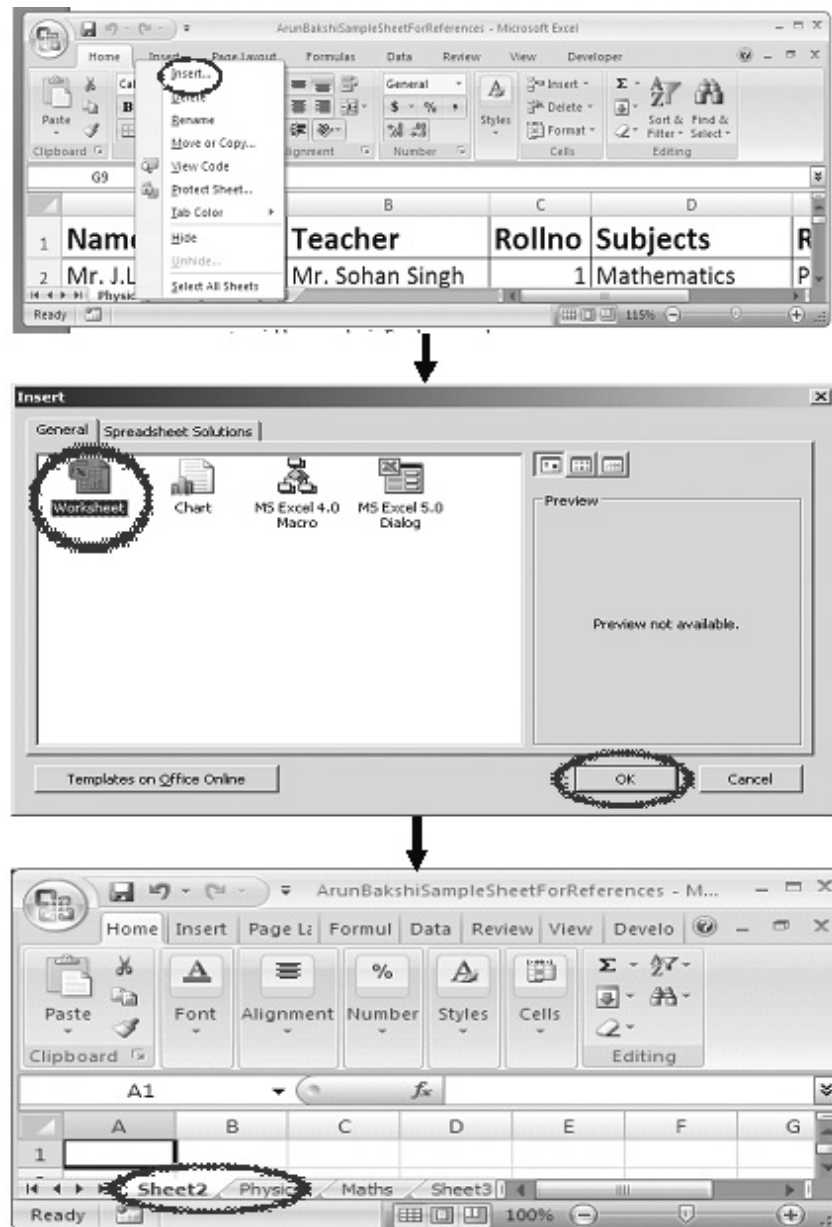 ArunBakshiSampleSheetForReferences - Microsoft Excel
Home Insert Page Layout Formulas Data Review View Developer
Insert...
Delete
Rename
Move or Copy...
View Code
Protect Sheet...
Tab Color
Hide
Unhide...
Select All Sheets
Paste
Clipboard
B
General
$ - % ,
Number
Styles
Insert
Delete
Format
Cells
Σ
Sort & Filter
Find & Select
Editing
G9
B C D
1 Teacher Rollno Subjects
2 Mr. J.L Mr. Sohan Singh 1 Mathematics
Ready 115%
Insert
General Spreadsheet Solutions
Worksheet
Chart
MS Excel 4.0 Macro
MS Excel 5.0 Dialog
Preview
Preview not available.
Templates on Office Online
OK Cancel
ArunBakshiSampleSheetForReferences - M...
Home Insert Page La Formul Data Review View Develo
Paste Font Alignment Number Styles Cells
Clipboard Editing
A1 fx
A B C D E F G
1
Sheet2 Physic Maths Sheet3
Ready 100%